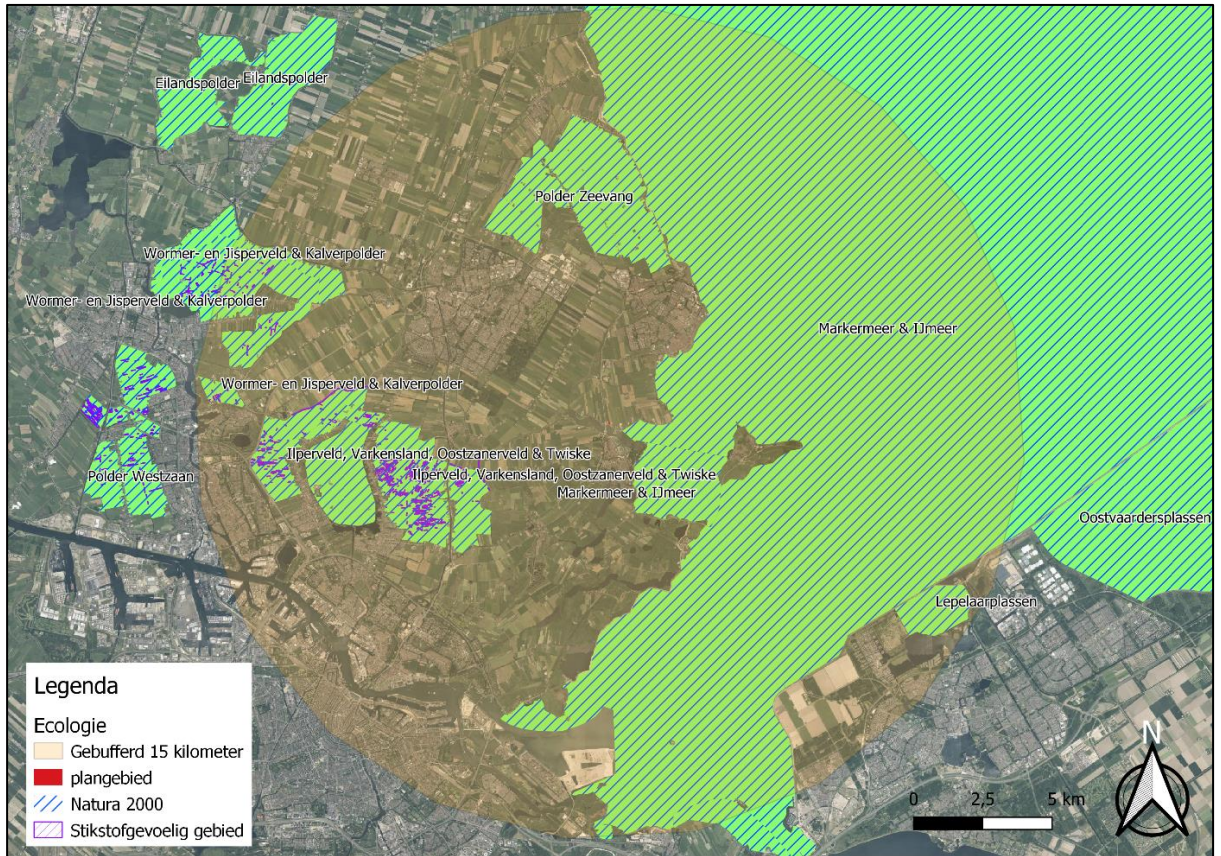 Eilandspolder
Eilandspolder
Polder Zeevang
Wormer- en Jisperveld & Kalverpolder
Wormer- en Jisperveld & Kalverpolder
Markermeer & IJmeer
Wormer- en Jisperveld & Kalverpolder
Ilperveld, Varkensland, Oostzanerveld & Twiske
Polder Westzaan
Ilperveld, Varkensland, Oostzanerveld & Twiske
Markermeer & IJmeer
Oostvaardersplassen
Lepelaarplassen
Legenda
Ecologie
Gebufferd 15 kilometer
plangebied
Natura 2000
Stikstofgevoelig gebied
0 2,5 5 km
N